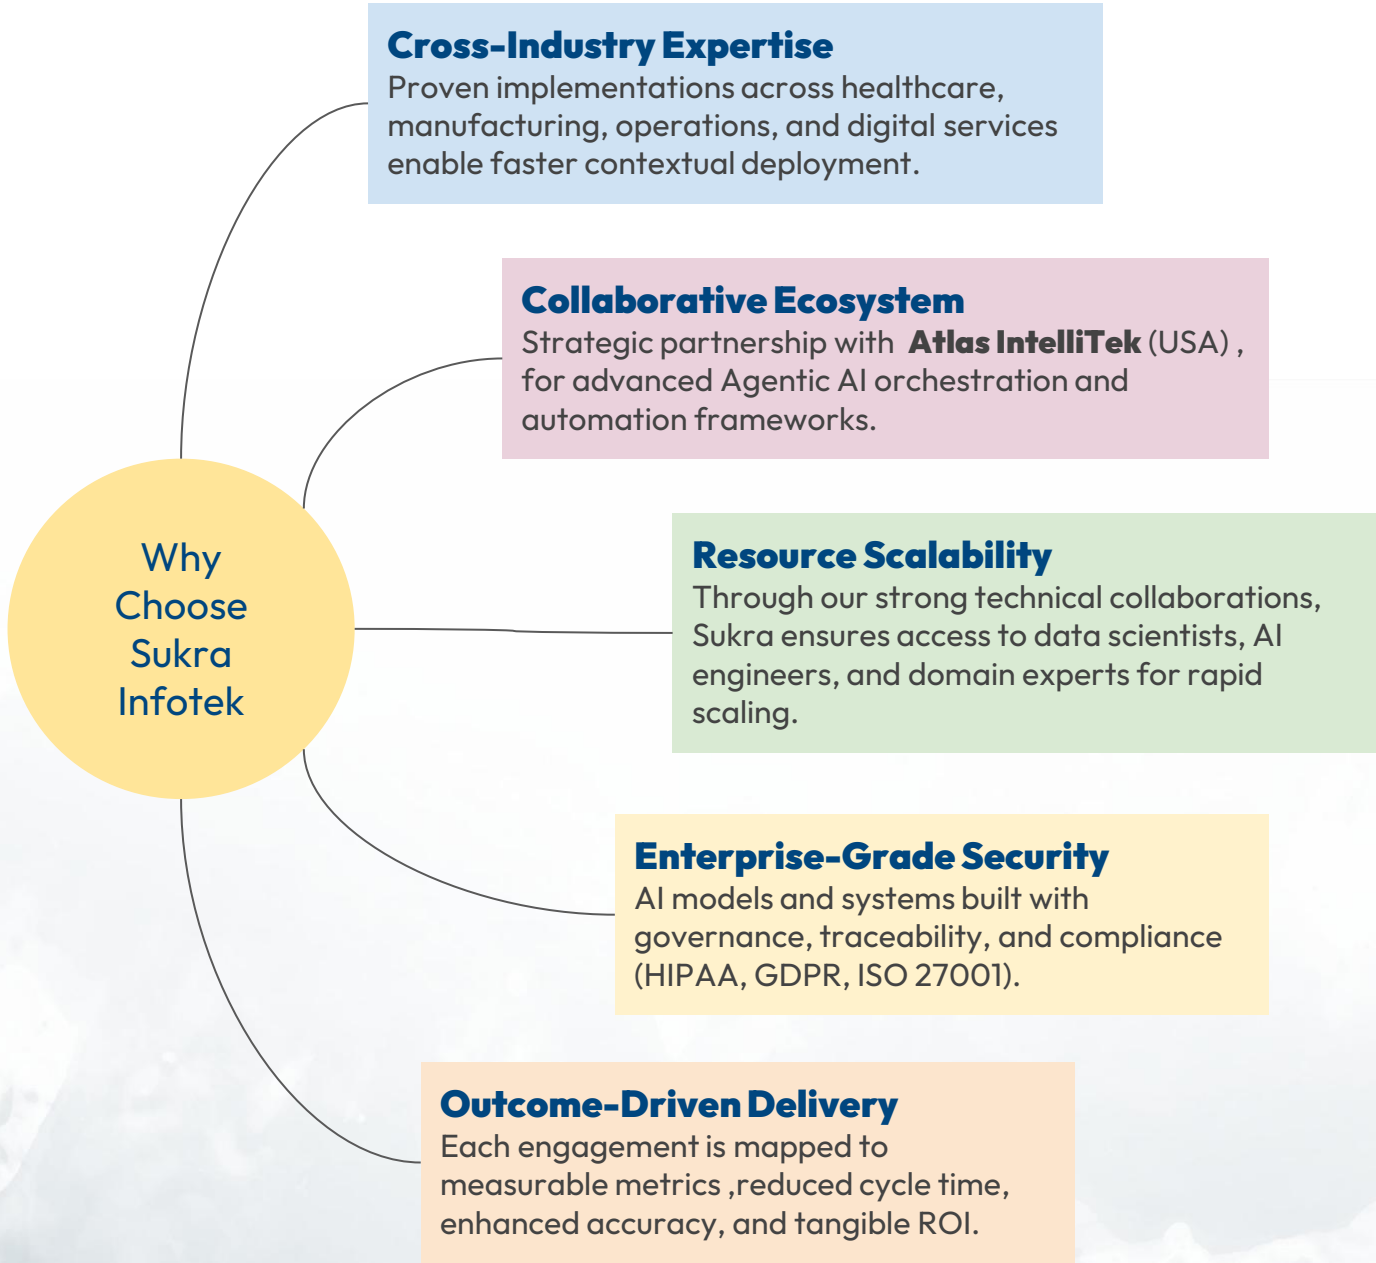 Cross-Industry Expertise
Proven implementations across healthcare,
manufacturing, operations, and digital services
enable faster contextual deployment.
Collaborative Ecosystem
Strategic partnership with Atlas IntelliTek (USA) ,
for advanced Agentic AI orchestration and
automation frameworks.
Why
Choose
Sukra
Infotek
Resource Scalability
Through our strong technical collaborations,
Sukra ensures access to data scientists, AI
engineers, and domain experts for rapid
scaling.
Enterprise-Grade Security
AI models and systems built with
governance, traceability, and compliance
(HIPAA, GDPR, ISO 27001).
Outcome-Driven Delivery
Each engagement is mapped to
measurable metrics ,reduced cycle time,
enhanced accuracy, and tangible ROI.